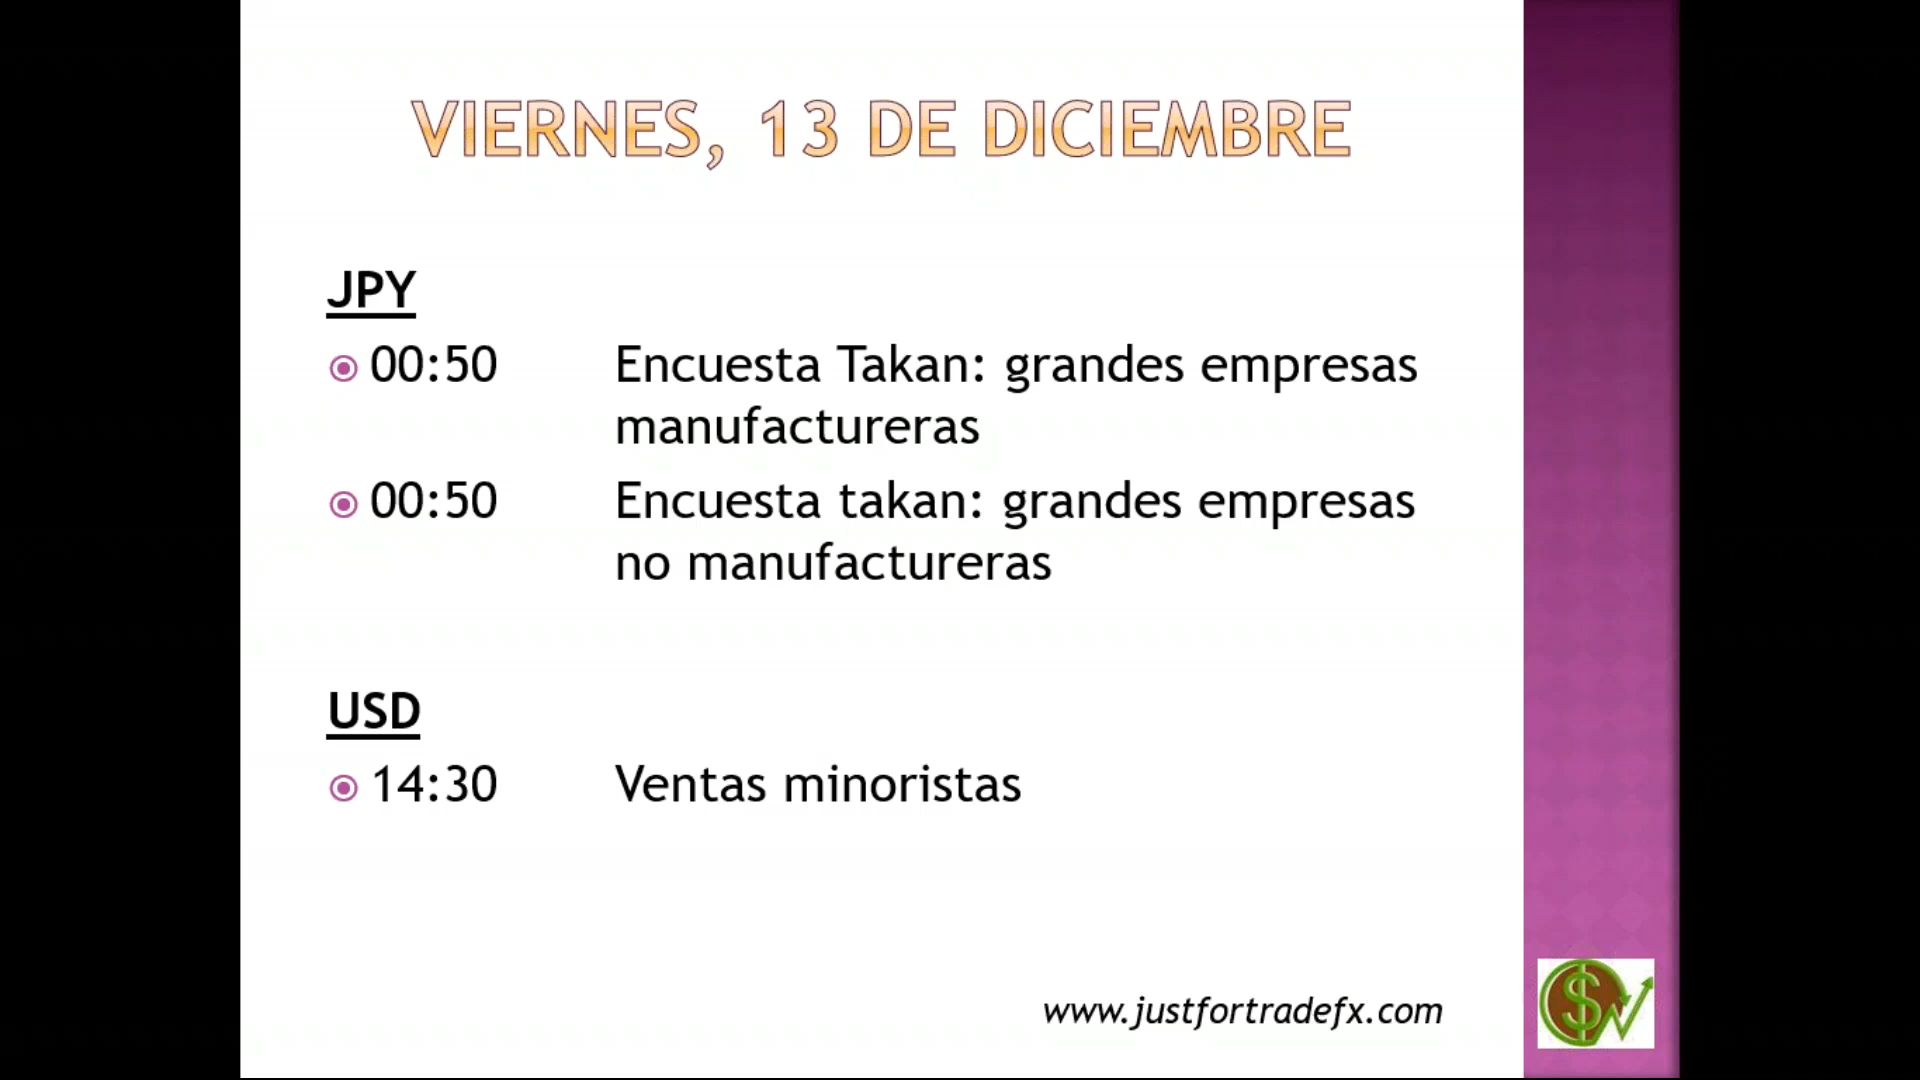 VIERNES, 13 DE DICIEMBRE
JPY
00:50 Encuesta Takan: grandes empresas
manufactureras
00:50 Encuesta takan: grandes empresas
no manufactureras
USD
14:30 Ventas minoristas
www.justfortradefx.com